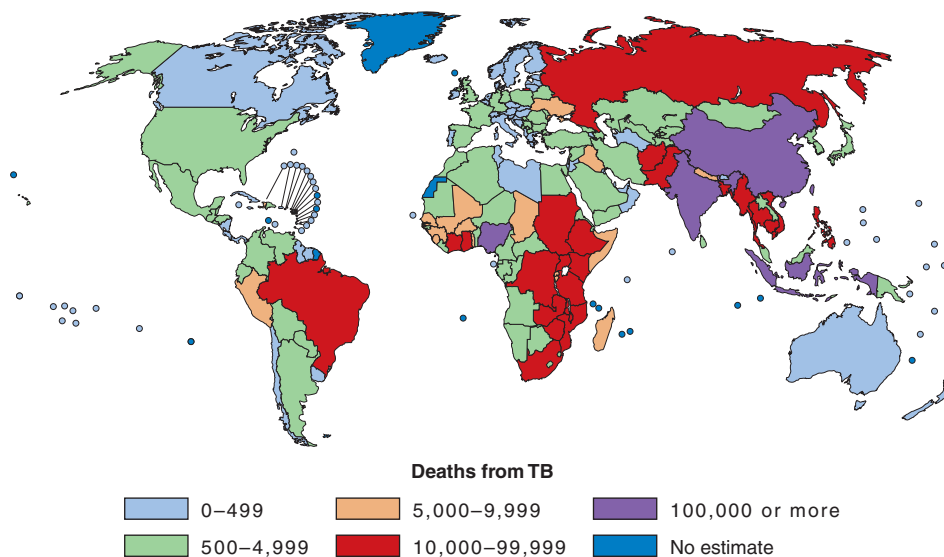 Deaths from TB
0–499
5,000–9,999
100,000 or more
500–4,999
10,000–99,999
No estimate